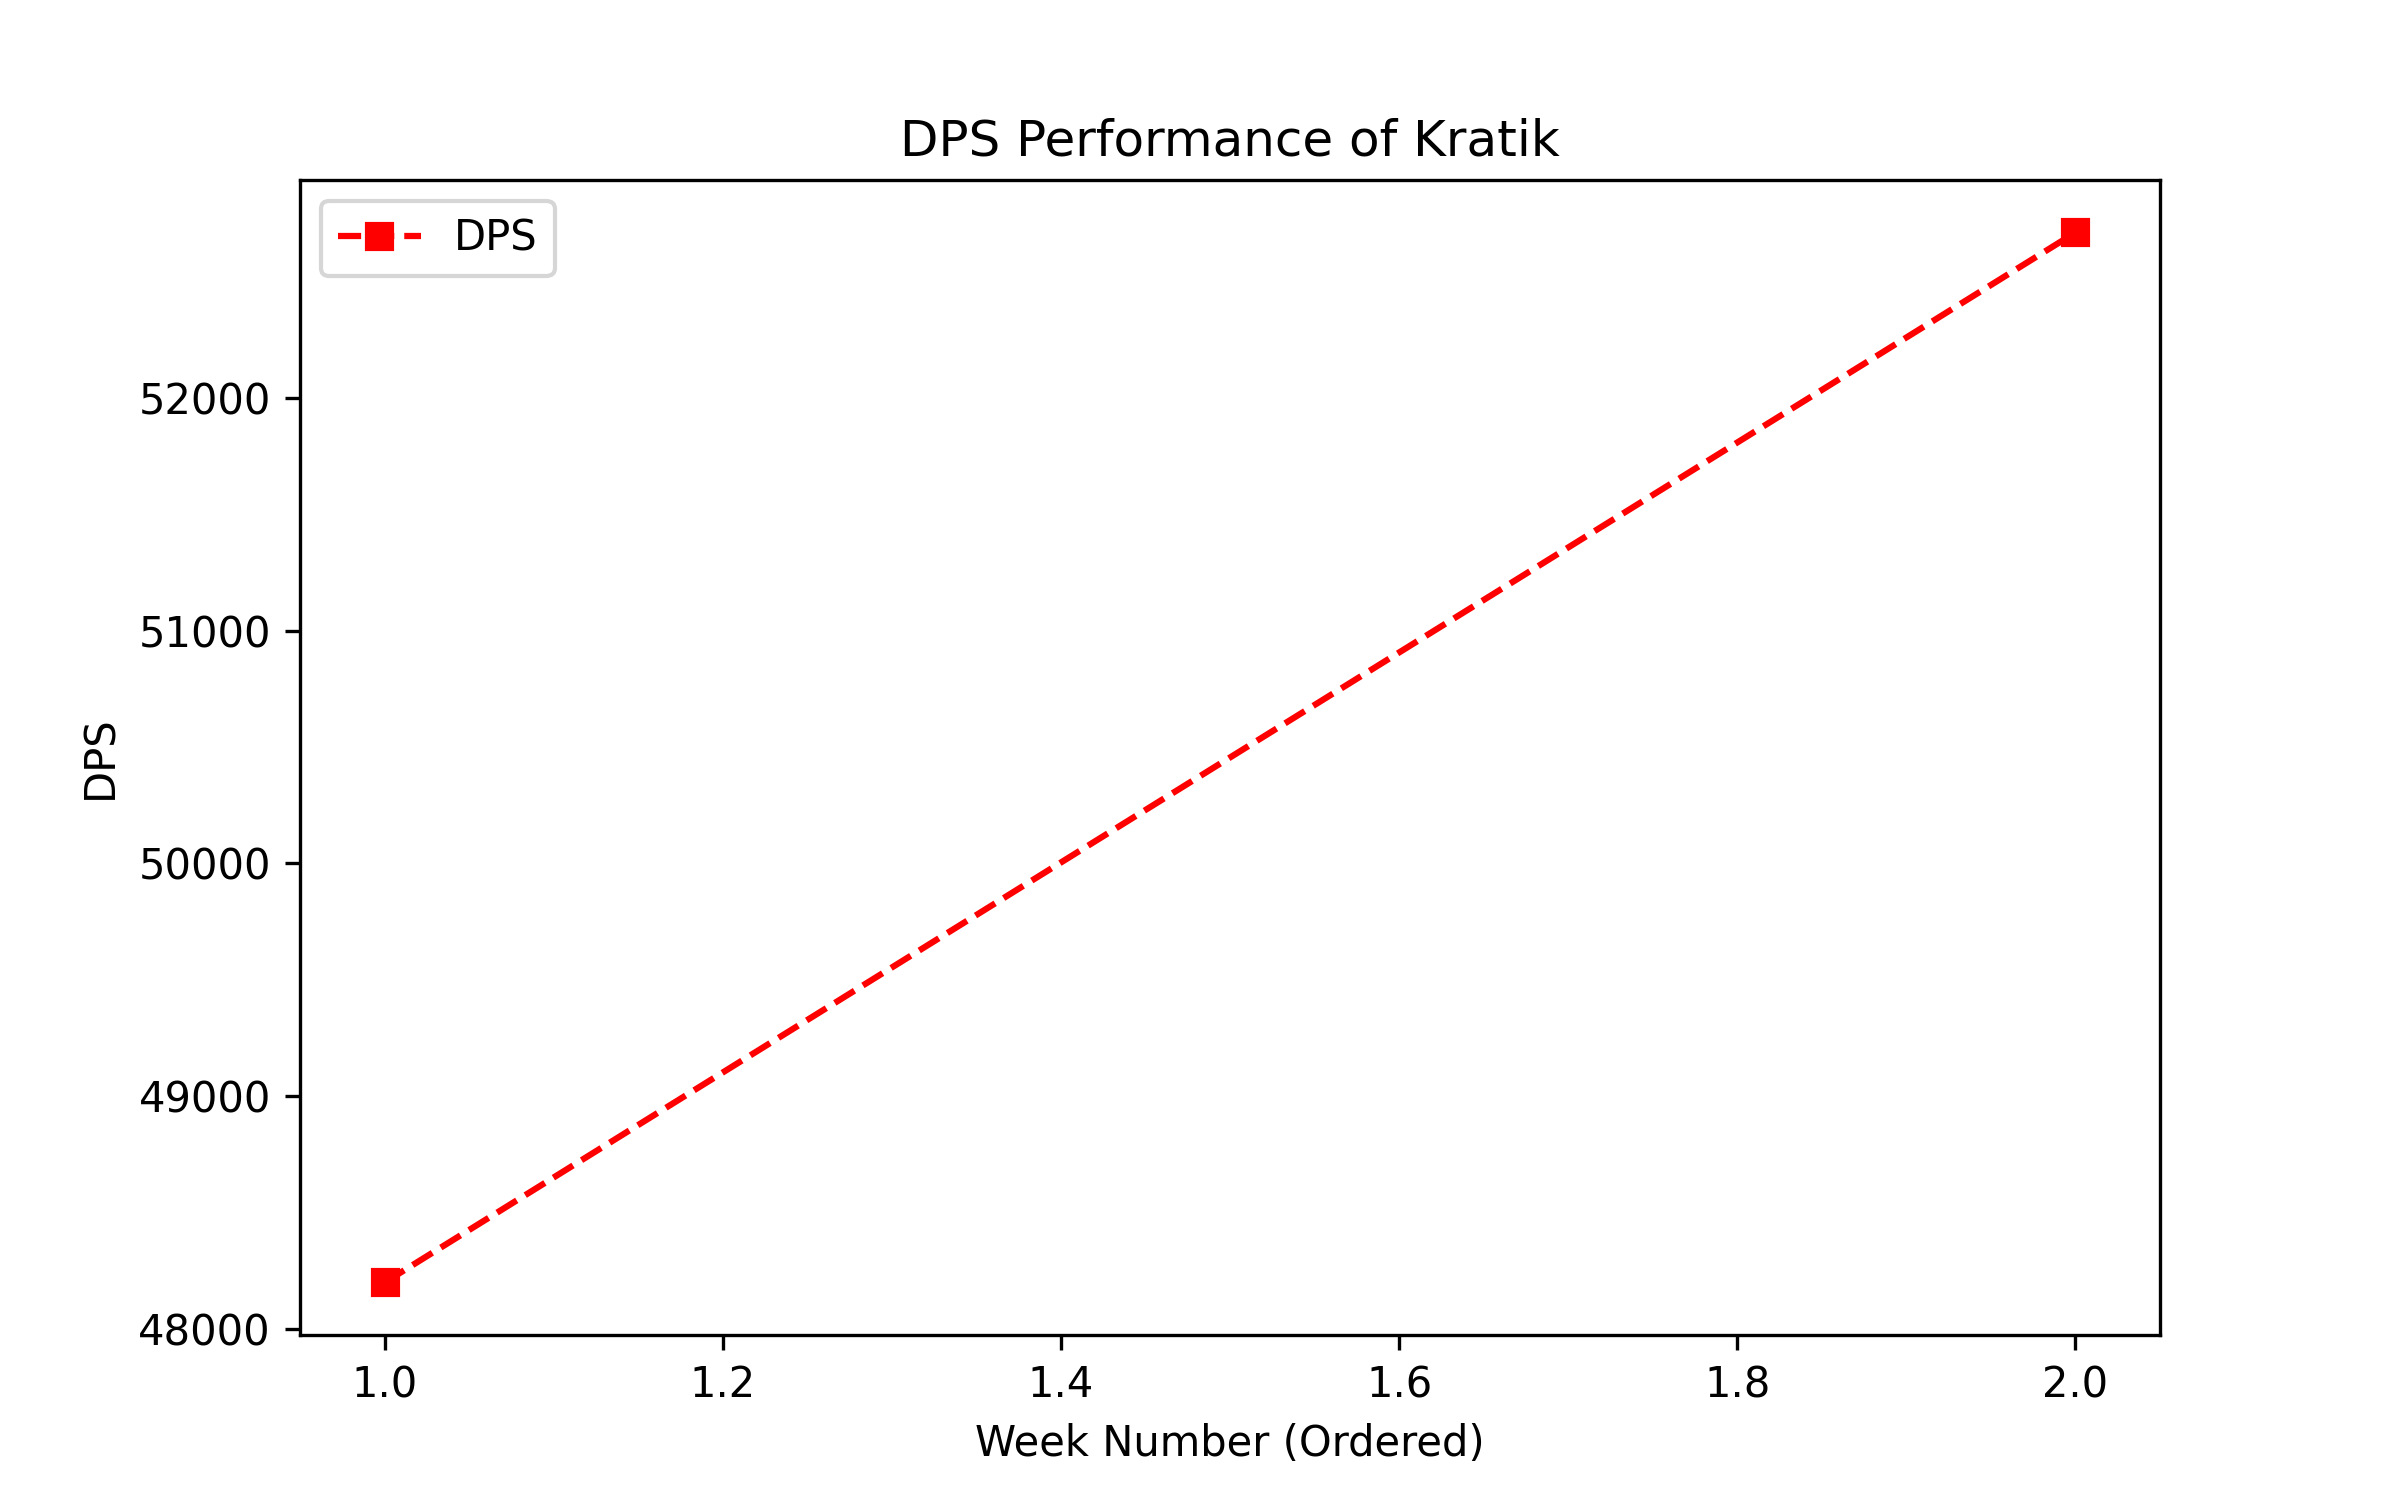 DPS Performance of Kratik
DPS
52000
51000
50000
49000
48000
DPS
1.0 1.2 1.4 1.6 1.8 2.0
Week Number (Ordered)